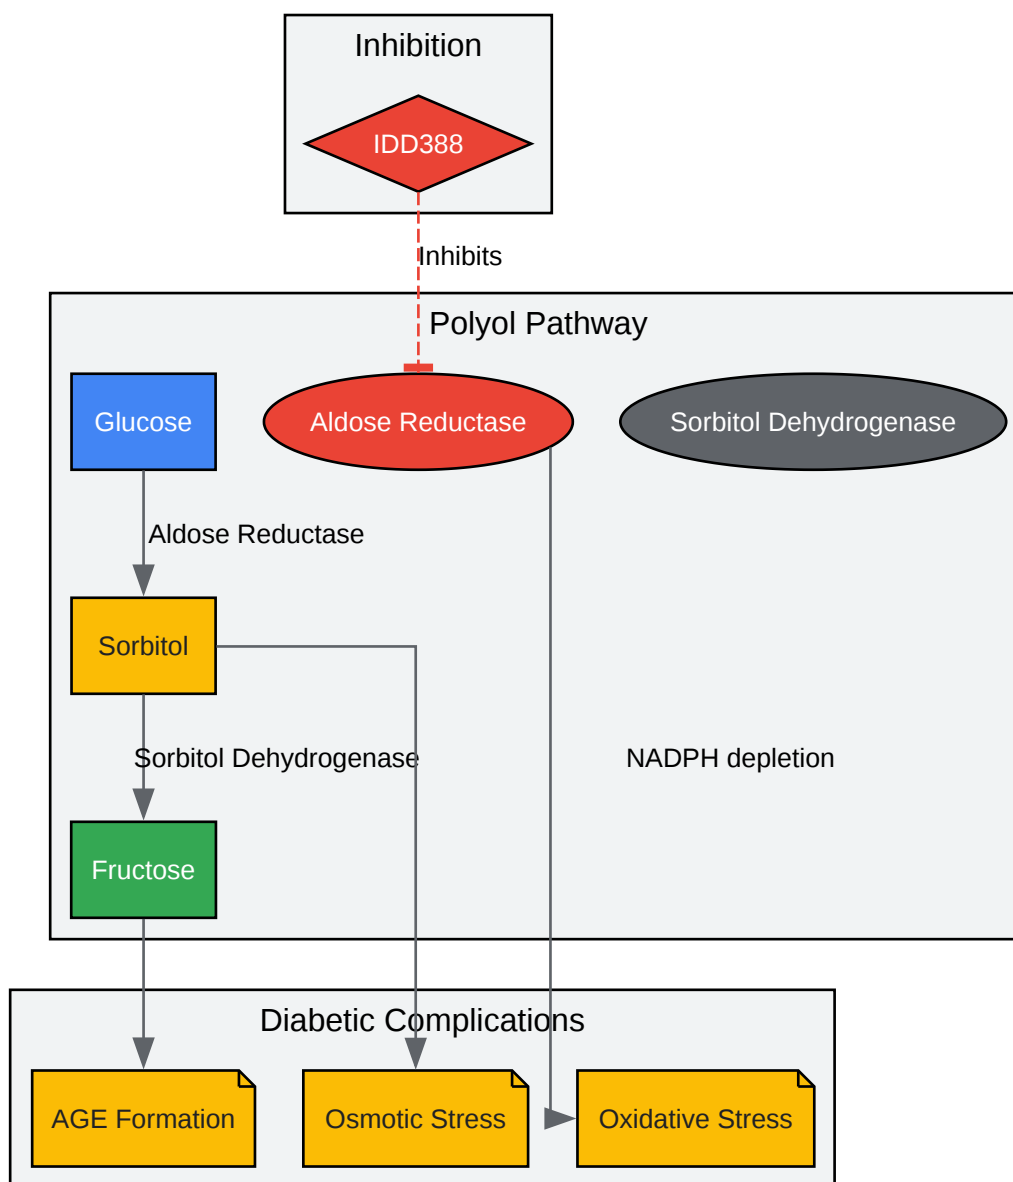 Inhibition
IDD388
Inhibits
Polyol Pathway
Glucose
Aldose Reductase
Sorbitol Dehydrogenase
Aldose Reductase
Sorbitol
Sorbitol Dehydrogenase
NADPH depletion
Fructose
Diabetic Complications
AGE Formation
Osmotic Stress
Oxidative Stress